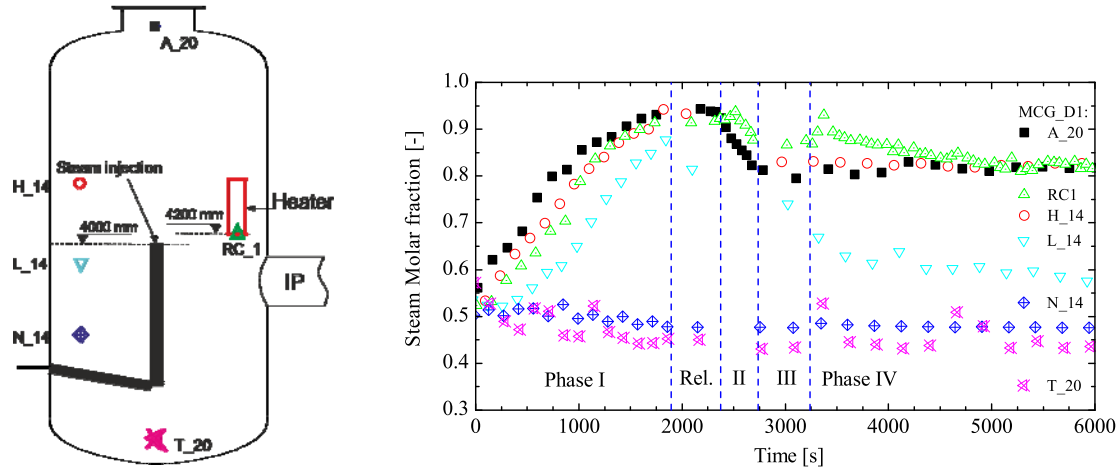 A_20
Steam injection
H_14
4000 mm
4200 mm
Heater
RC_1
L_14
IP
N_14
T_20
Steam Molar fraction [-]
1.0
0.9
0.8
0.7
0.6
0.5
0.4
0.3
MCG_D1:
A_20
RC1
H_14
L_14
N_14
T_20
Phase I
Rel.
II
III
Phase IV
0
1000
2000
3000
4000
5000
6000
Time [s]